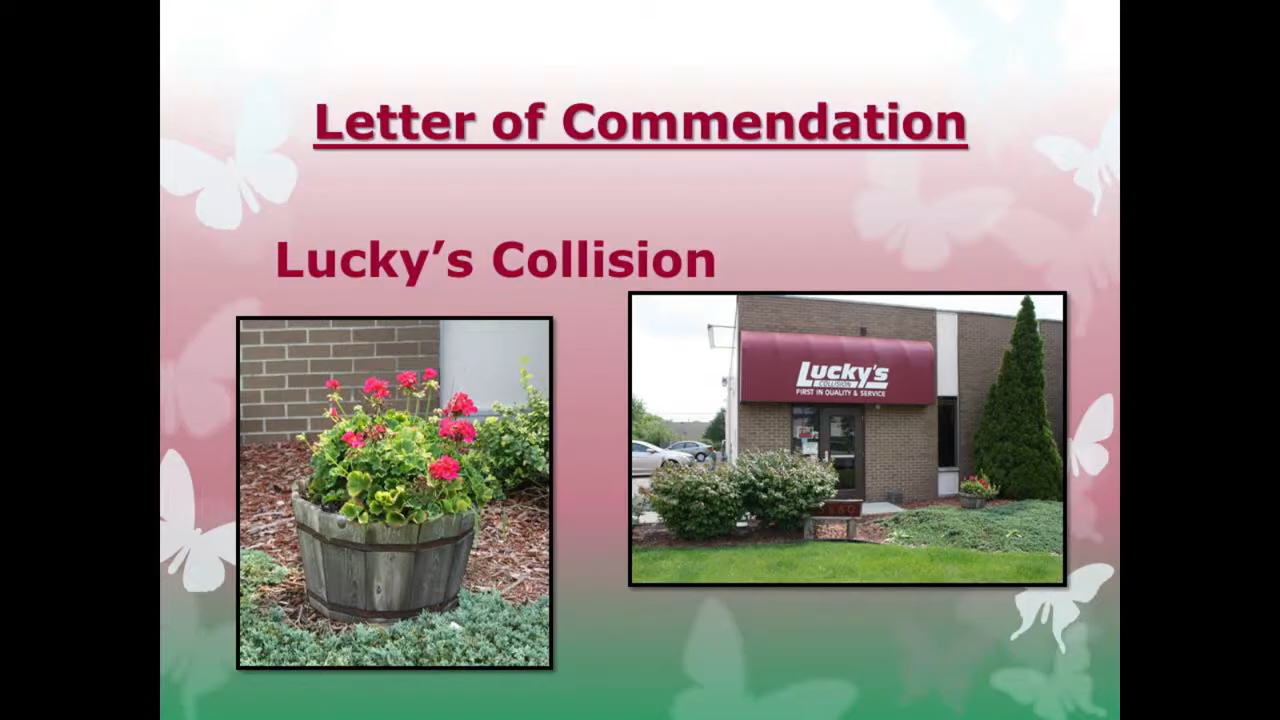 Letter of Commendation
Lucky’s Collision
Lucky's
COLLISION
FIRST IN QUALITY & SERVICE